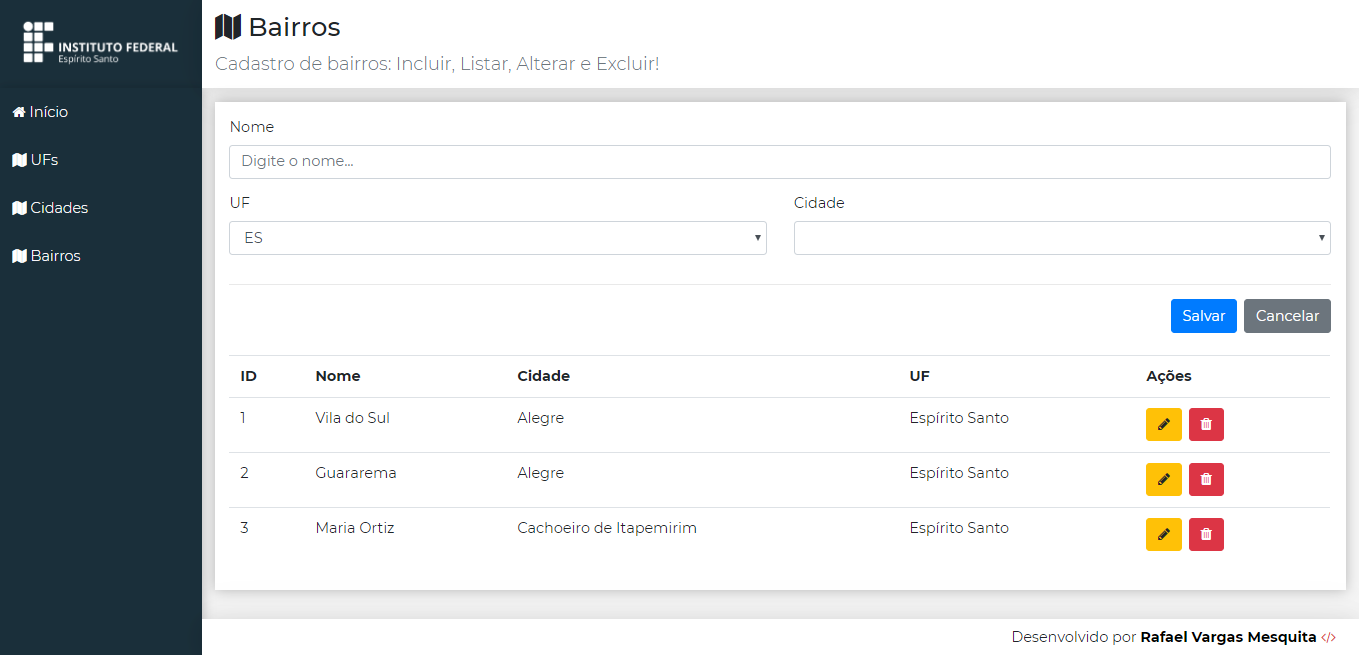 INSTITUTO FEDERAL
Espírito Santo
Início
UFs
Cidades
Bairros
Bairros
Cadastro de bairros: Incluir, Listar, Alterar e Excluir!
Nome
Digite o nome...
UF Cidade
ES
Salvar Cancelar
ID Nome Cidade UF Ações
1 Vila do Sul Alegre Espírito Santo
2 Guararema Alegre Espírito Santo
3 Maria Ortiz Cachoeiro de Itapemirim Espírito Santo
Desenvolvido por Rafael Vargas Mesquita </>